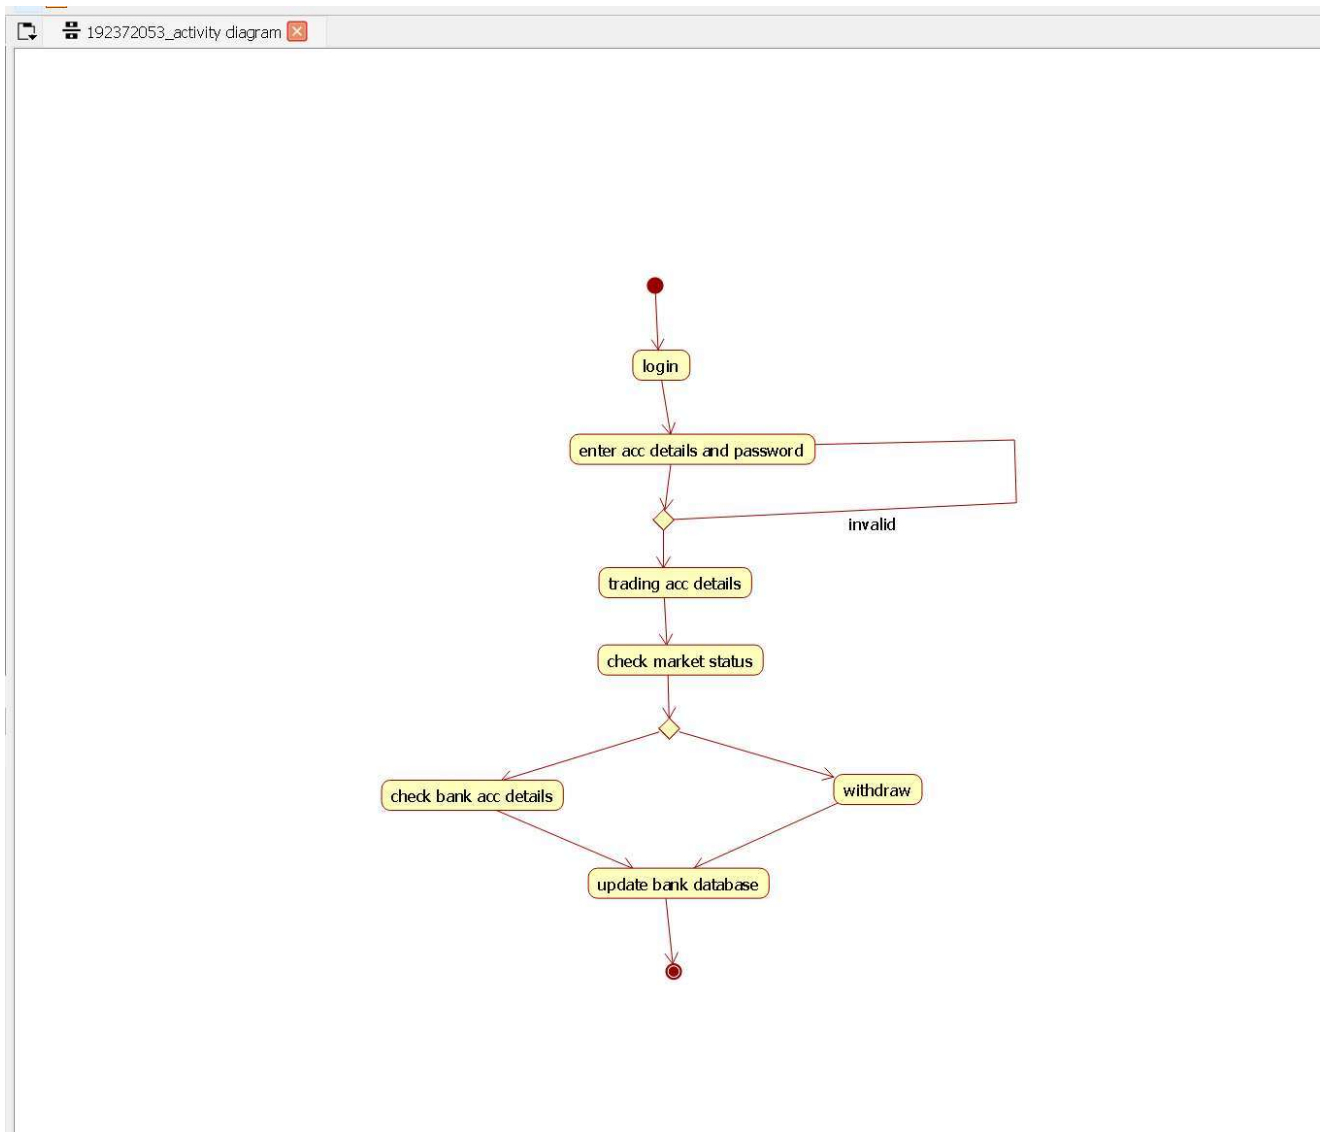 192372053_activity diagram
login
enter acc details and password
invalid
trading acc details
check market status
check bank acc details
withdraw
update bank database